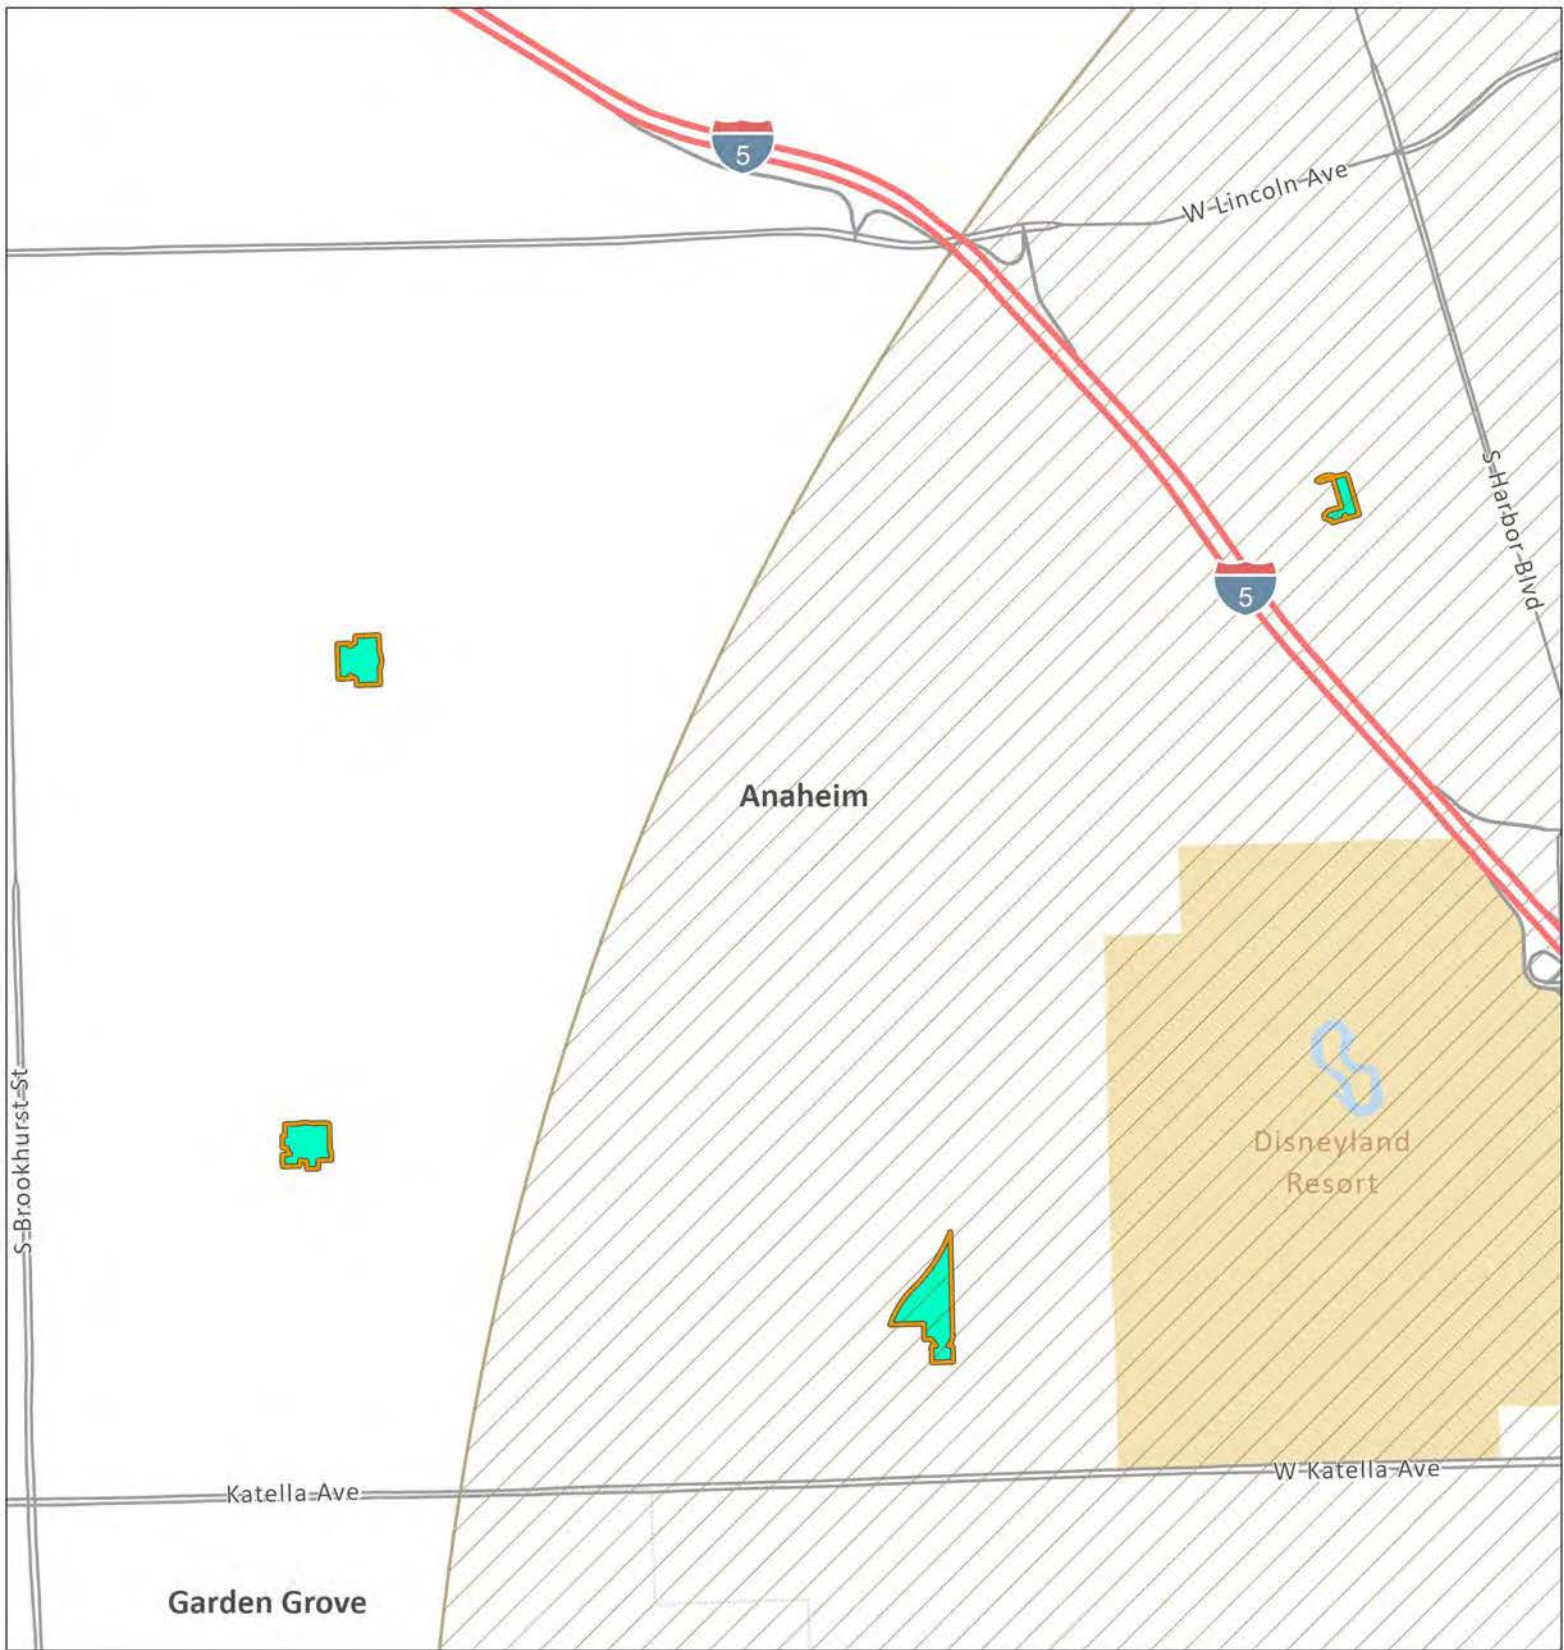 5
W Lincoln Ave
S Harbor Blvd
5
Anaheim
S Brookhurst St
Disneyland
Resort
W Katella Ave
Katella Ave
Garden Grove